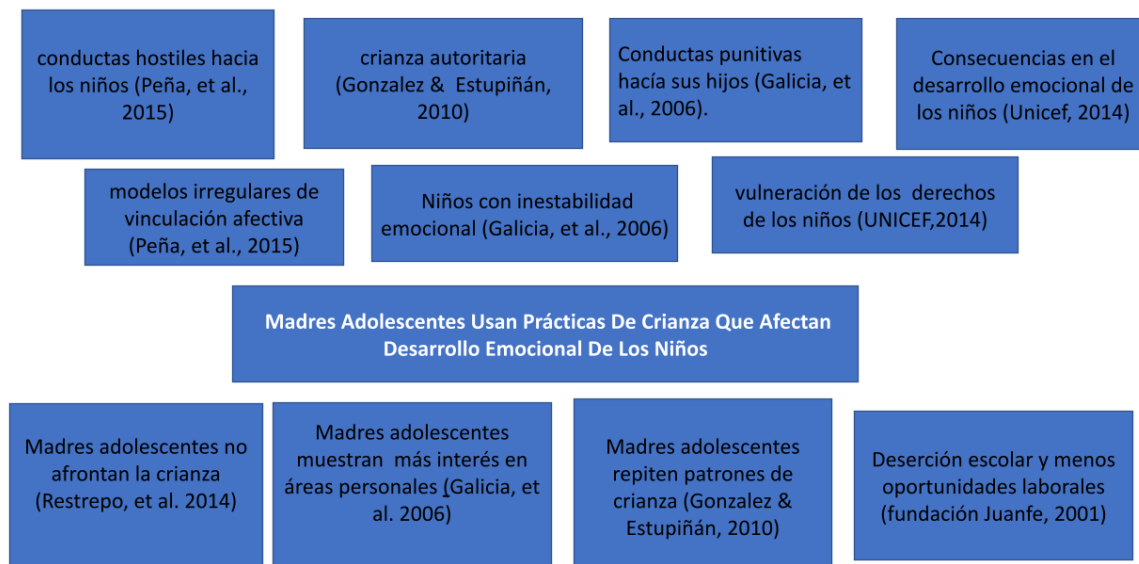 conductas hostiles hacia
los niños (Peña, et al.,
2015)
crianza autoritaria
(Gonzalez &  Estupiñán,
2010)
Conductas punitivas
hacía sus hijos (Galicia, et
al., 2006).
Consecuencias en el
desarrollo emocional de
los niños (Unicef, 2014)
modelos irregulares de
vinculación afectiva
(Peña, et al., 2015)
Niños con inestabilidad
emocional (Galicia, et al., 2006)
vulneración de los  derechos
de los niños (UNICEF,2014)
Madres Adolescentes Usan Prácticas De Crianza Que Afectan
Desarrollo Emocional De Los Niños
Madres adolescentes no
afrontan la crianza
(Restrepo, et al. 2014)
Madres adolescentes
muestran  más interés en
áreas personales (Galicia, et
al. 2006)
Madres adolescentes
repiten patrones de
crianza (Gonzalez &
Estupiñán, 2010)
Deserción escolar y menos
oportunidades laborales
(fundación Juanfe, 2001)